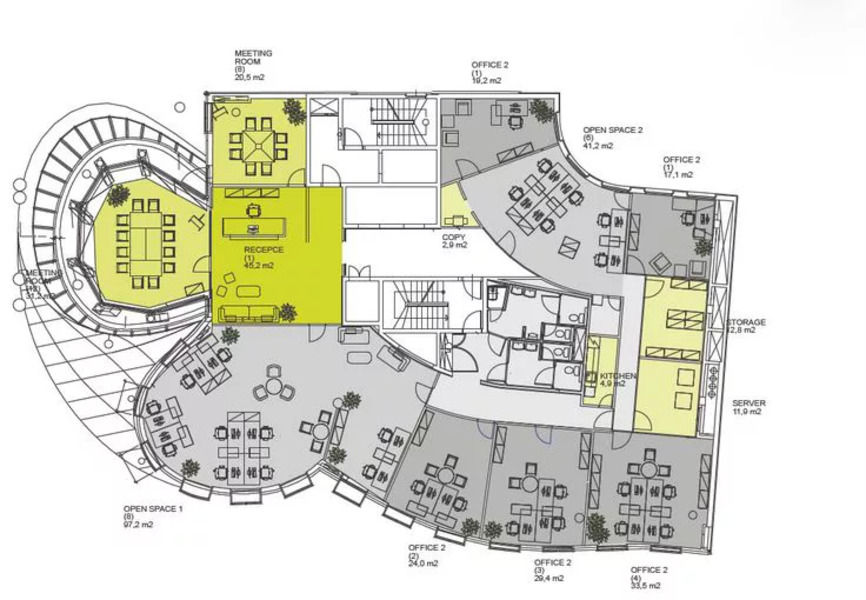 MEETING
ROOM
(8)
20,5 m2
OFFICE 2
(1)
19,2 m2
OPEN SPACE 2
(6)
41,2 m2
OFFICE 2
(1)
17,1 m2
COPY
2,9 m2
RECEPCE
(1)
45,2 m2
MEETING
ROOM
31,2 m2
STORAGE
12,8 m2
KITCHEN
4,9 m2
SERVER
11,9 m2
OPEN SPACE 1
(8)
97,2 m2
OFFICE 2
(2)
24,0 m2
OFFICE 2
(3)
29,4 m2
OFFICE 2
(4)
33,5 m2